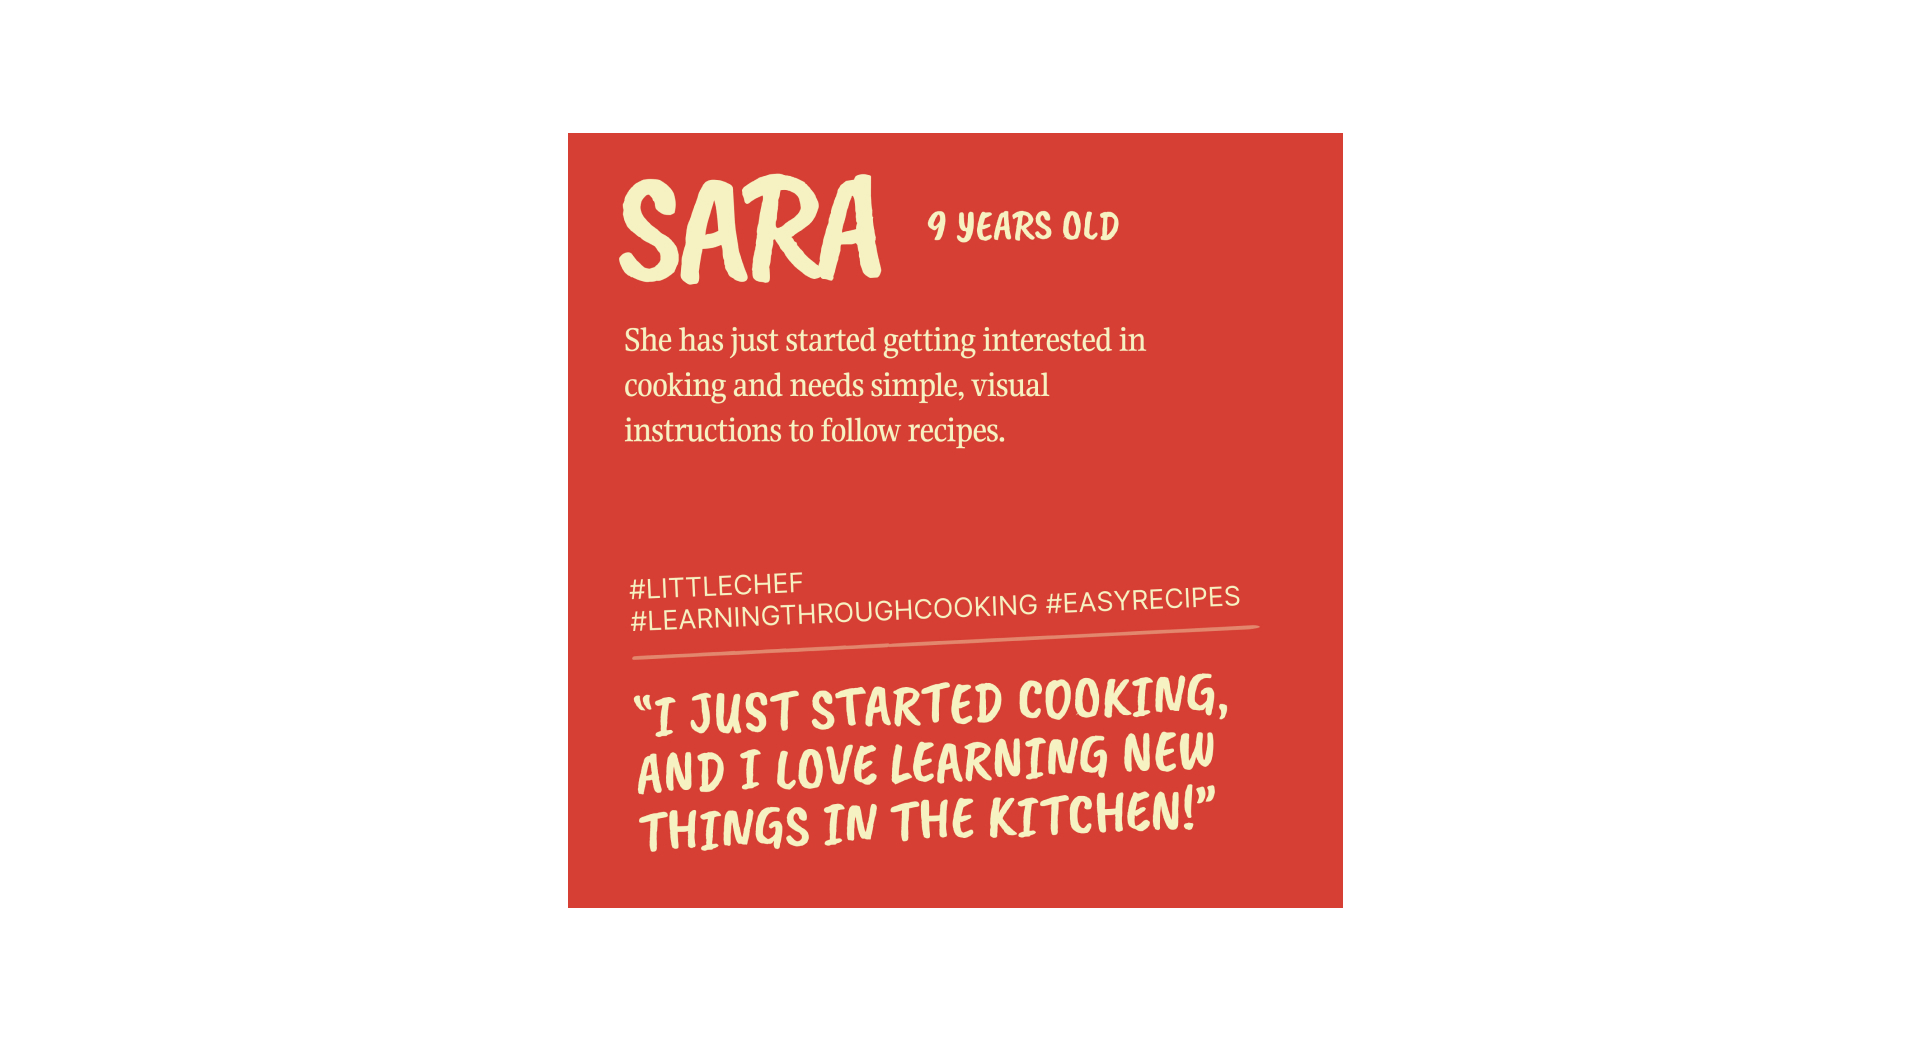 SARA 9 YEARS OLD
She has just started getting interested in
cooking and needs simple, visual
instructions to follow recipes.
#LITTLECHEF
#LEARNINGTHROUGHCOOKING #EASYRECIPES
“I JUST STARTED COOKING,
AND I LOVE LEARNING NEW
THINGS IN THE KITCHEN!”